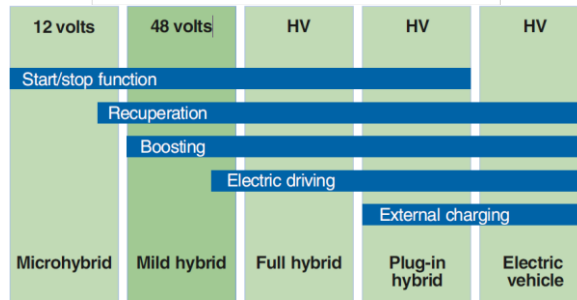 12 volts 48 volts HV HV HV
Start/stop function
Recuperation
Boosting
Electric driving
External charging
Microhybrid Mild hybrid Full hybrid Plug-in hybrid Electric vehicle